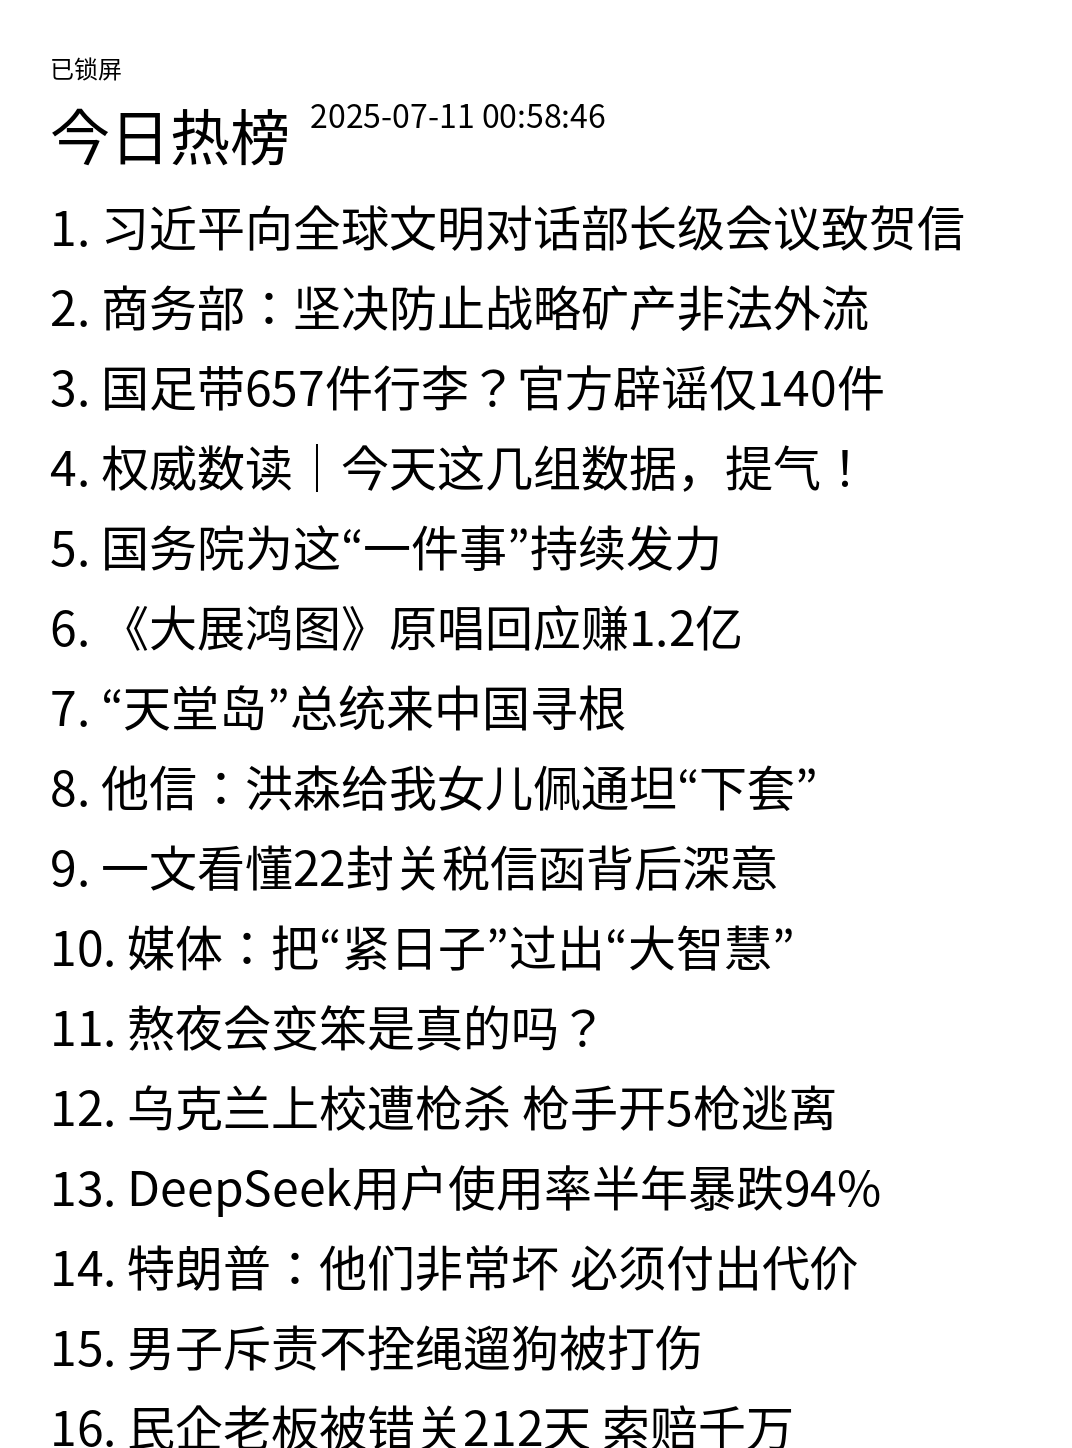 已锁屏
今日热榜 2025-07-11 00:58:46
1. 习近平向全球文明对话部长级会议致贺信
2. 商务部：坚决防止战略矿产非法外流
3. 国足带657件行李？官方辟谣仅140件
4. 权威数读｜今天这几组数据，提气！
5. 国务院为这“一件事”持续发力
6. 《大展鸿图》原唱回应赚1.2亿
7. “天堂岛”总统来中国寻根
8. 他信：洪森给我女儿佩通坦“下套”
9. 一文看懂22封关税信函背后深意
10. 媒体：把“紧日子”过出“大智慧”
11. 熬夜会变笨是真的吗？
12. 乌克兰上校遭枪杀 枪手开5枪逃离
13. DeepSeek用户使用率半年暴跌94%
14. 特朗普：他们非常坏 必须付出代价
15. 男子斥责不拴绳遛狗被打伤
16. 民企老板被错关212天 索赔千万